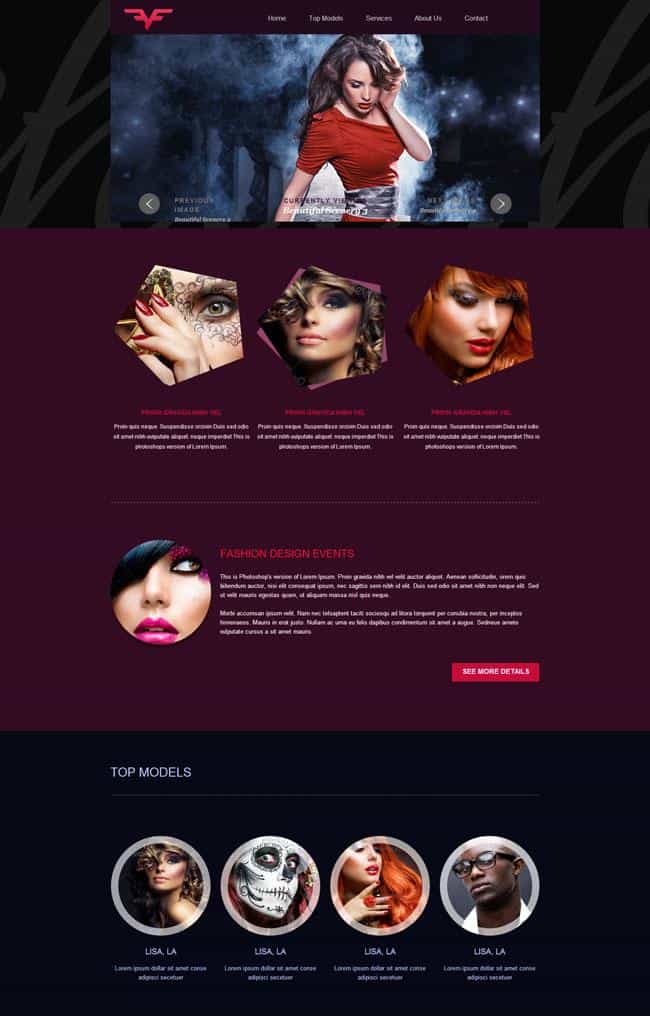 Home Top Models Services About Us Contact
PREVIOUS
IMAGE
Beautiful Scenery 2
CURRENTLY
Beautiful Scenery 3
PROIN GRAVIDA NIBH VEL
Proin quis neque. Suspendisse orcivin Duis sed odio
sit amet nibh vulputate aliquet. neque imperdiet This is
photoshops version of Lorem Ipsum.
PROIN GRAVIDA NIBH VEL
Proin quis neque. Suspendisse orcivin Duis sed odio
sit amet nibh vulputate aliquet. neque imperdiet This is
photoshops version of Lorem Ipsum.
PROIN GRAVIDA NIBH VEL
Proin quis neque. Suspendisse orcivin Duis sed odio
sit amet nibh vulputate aliquet. neque imperdiet This is
photoshops version of Lorem Ipsum.
FASHION DESIGN EVENTS
This is Photoshop's version of Lorem Ipsum. Proin gravida nibh vel velit auctor aliquet. Aenean sollicitudin, lorem quis
bibendum auctor, nisi elit consequat ipsum, nec sagittis sem nibh id elit. Duis sed odio sit amet nibh non neque elit. Sed
ut velit mauris egestas quam, ut aliquam massa nisl quis neque.
Morbi accumsan ipsum velit. Nam nec tellus aptent taciti sociosqu ad litora torquent per conubia nostra, per inceptos
himenaeos. Mauris in erat justo. Nullam ac urna eu felis dapibus condimentum sit amet a augue. Sed
vulputate cursus a sit amet mauris.
SEE MORE DETAILS
TOP MODELS
LISA, LA
Lorem ipsum dollar sit amet conse
adipisci secetuer
LISA, LA
Lorem ipsum dollar sit amet conse
adipisci secetuer
LISA, LA
Lorem ipsum dollar sit amet conse
adipisci secetuer
LISA, LA
Lorem ipsum dollar sit amet conse
adipisci secetuer